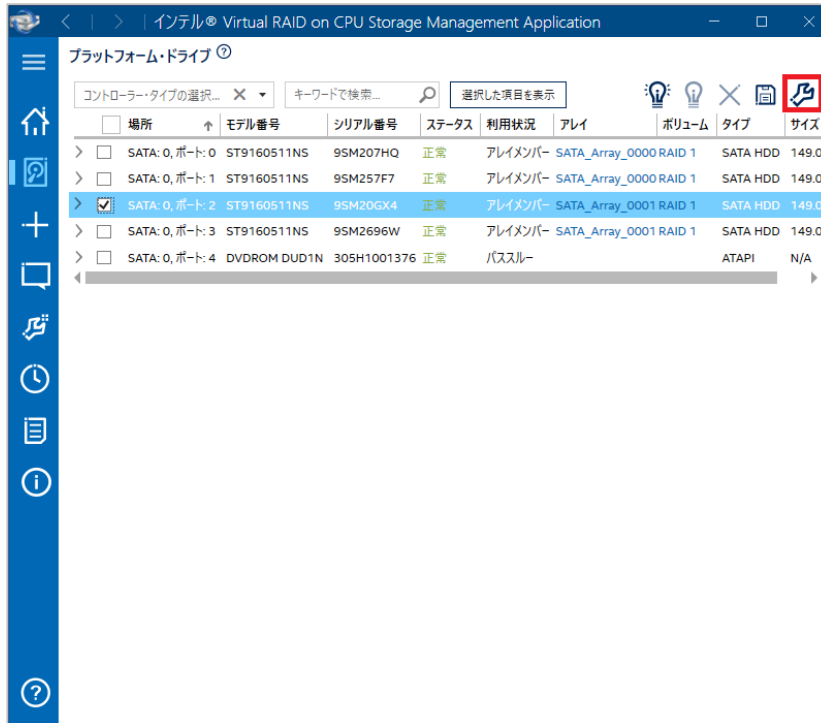 インテル® Virtual RAID on CPU Storage Management Application
プラットフォーム・ドライブ ?
コントローラー・タイプの選択... キーワードで検索... 選択した項目を表示
場所 モデル番号 シリアル番号 ステータス 利用状況 アレイ ボリューム タイプ サイズ
SATA: 0, ポート: 0 ST9160511NS 9SM207HQ 正常 アレイメンバー SATA_Array_0000 RAID 1 SATA HDD 149.0
SATA: 0, ポート: 1 ST9160511NS 9SM257F7 正常 アレイメンバー SATA_Array_0000 RAID 1 SATA HDD 149.0
SATA: 0, ポート: 2 ST9160511NS 9SM20GX4 正常 アレイメンバー SATA_Array_0001 RAID 1 SATA HDD 149.0
SATA: 0, ポート: 3 ST9160511NS 9SM2696W 正常 アレイメンバー SATA_Array_0001 RAID 1 SATA HDD 149.0
SATA: 0, ポート: 4 DVDROM DUD1N 305H1001376 正常 パススルー ATAPI N/A